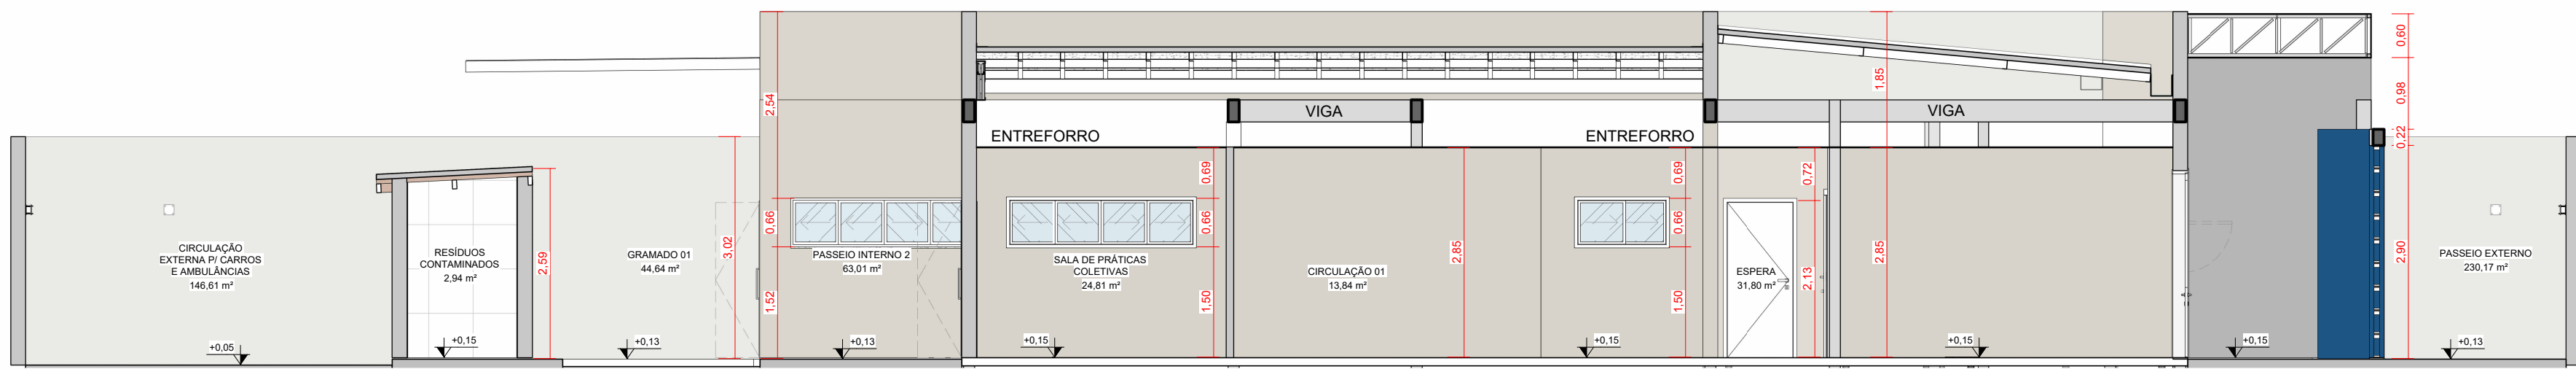 CIRCULAÇÃO
EXTERNA P/ CARROS
E AMBULÂNCIAS
146,61 m²
+0,05
RESÍDUOS
CONTAMINADOS
2,94 m²
+0,15
2,59
GRAMADO 01
44,64 m²
+0,13
3,02
2,54
0,66
1,52
PASSEIO INTERNO 2
63,01 m²
+0,13
ENTREFORRO
SALA DE PRÁTICAS
COLETIVAS
24,81 m²
+0,15
0,69
0,66
1,50
VIGA
CIRCULAÇÃO 01
13,84 m²
2,85
ENTREFORRO
+0,15
0,69
0,66
1,50
ESPERA
31,80 m²
0,72
2,13
1,85
2,85
VIGA
+0,15
+0,15
0,60
0,98
0,22
2,90
PASSEIO EXTERNO
230,17 m²
+0,13